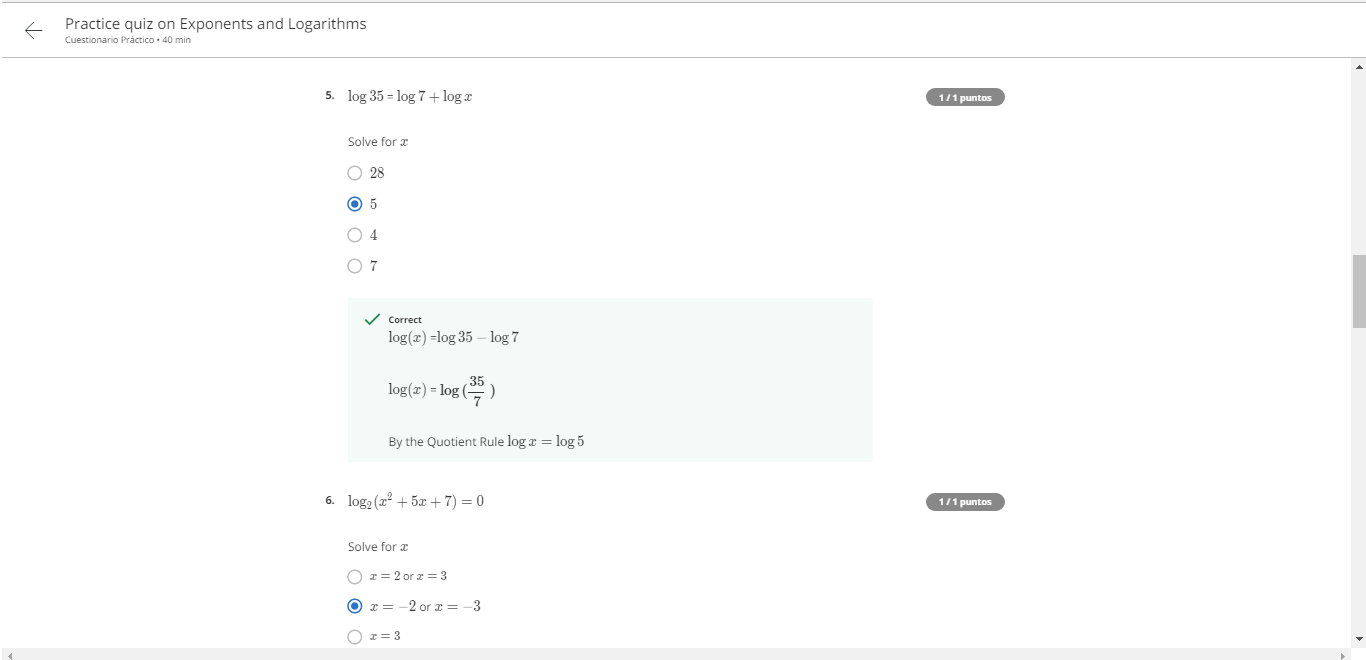 Practice quiz on Exponents and Logarithms
Cuestionario Práctico • 40 min
5. log 35 = log 7 + log x
1 / 1 puntos
Solve for x
28
5
4
7
Correct
log(x) =log 35 − log 7
log(x) = log (35/7)
By the Quotient Rule log x = log 5
6. log₂(x² + 5x + 7) = 0
1 / 1 puntos
Solve for x
x = 2 or x = 3
x = −2 or x = −3
x = 3